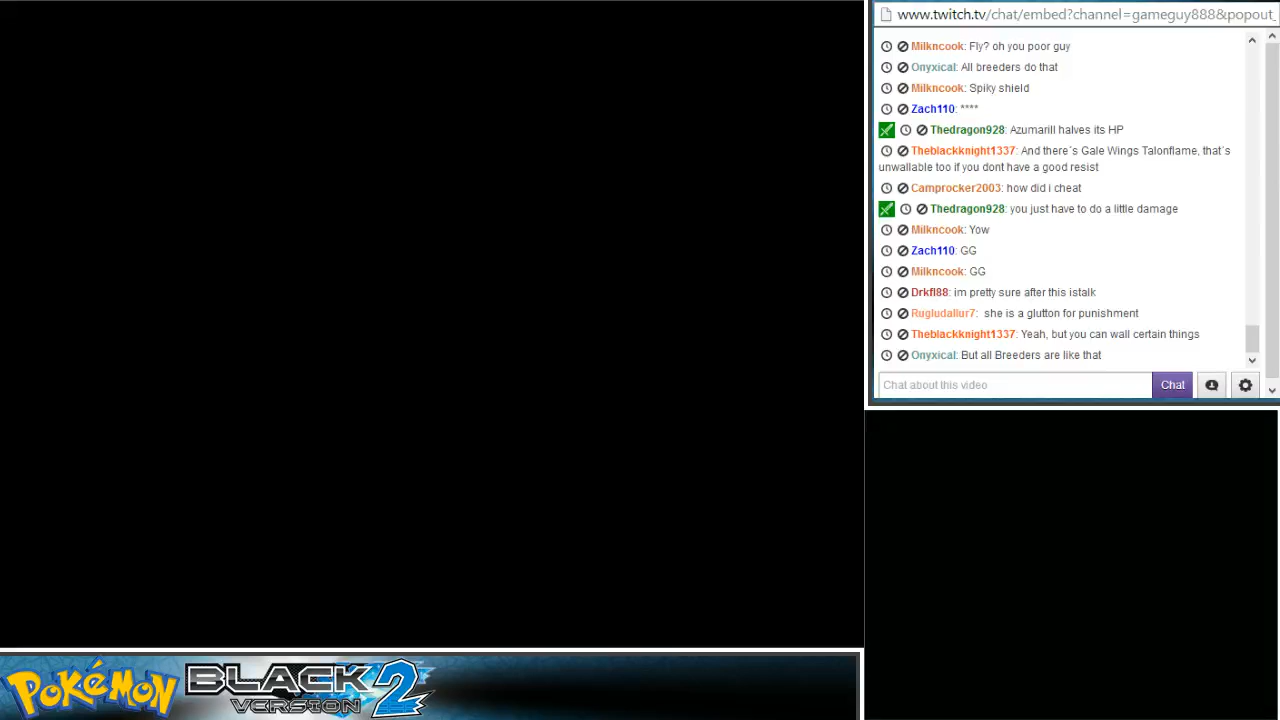 www.twitch.tv/chat/embed?channel=gameguy888&popout_
Milkncook: Fly? oh you poor guy
Onyxical: All breeders do that
Milkncook: Spiky shield
Zach110: ****
Thedragon928: Azumarill halves its HP
Theblackknight1337: And there´s Gale Wings Talonflame, that´s
unwallable too if you dont have a good resist
Camprocker2003: how did i cheat
Thedragon928: you just have to do a little damage
Milkncook: Yow
Zach110: GG
Milkncook: GG
Drkfl88: im pretty sure after this istalk
Rugludallur7: she is a glutton for punishment
Theblackknight1337: Yeah, but you can wall certain things
Onyxical: But all Breeders are like that
Chat about this video
Chat
POKéMON
BLACK
VERSION 2